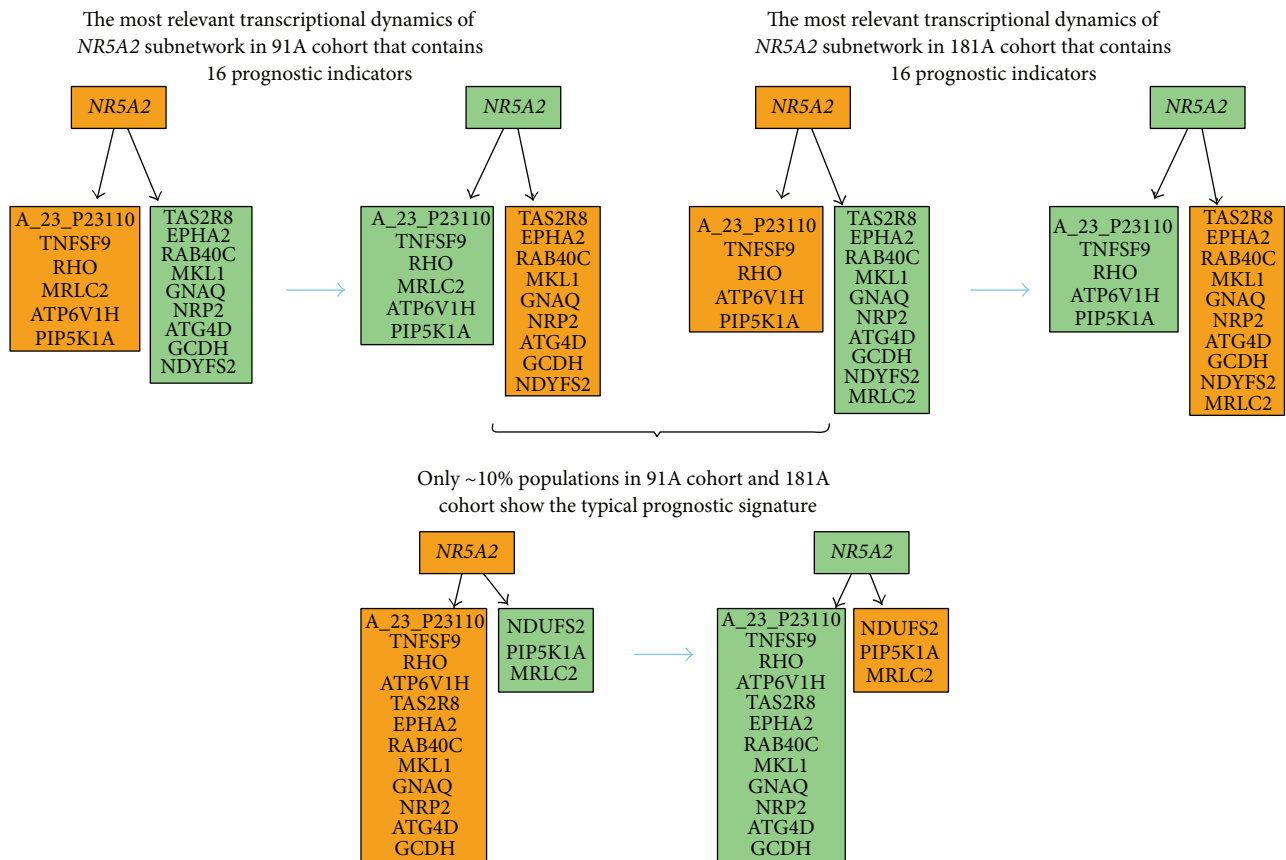 The most relevant transcriptional dynamics of
NR5A2 subnetwork in 91A cohort that contains
16 prognostic indicators
NR5A2
A_23_P23110
TNFSF9
RHO
MRLC2
ATP6V1H
PIP5K1A
TAS2R8
EPHA2
RAB40C
MKL1
GNAQ
NRP2
ATG4D
GCDH
NDYFS2
NR5A2
A_23_P23110
TNFSF9
RHO
MRLC2
ATP6V1H
PIP5K1A
TAS2R8
EPHA2
RAB40C
MKL1
GNAQ
NRP2
ATG4D
GCDH
NDYFS2
The most relevant transcriptional dynamics of
NR5A2 subnetwork in 181A cohort that contains
16 prognostic indicators
NR5A2
A_23_P23110
TNFSF9
RHO
ATP6V1H
PIP5K1A
TAS2R8
EPHA2
RAB40C
MKL1
GNAQ
NRP2
ATG4D
GCDH
NDYFS2
MRLC2
NR5A2
A_23_P23110
TNFSF9
RHO
ATP6V1H
PIP5K1A
TAS2R8
EPHA2
RAB40C
MKL1
GNAQ
NRP2
ATG4D
GCDH
NDYFS2
MRLC2
Only ~10% populations in 91A cohort and 181A
cohort show the typical prognostic signature
NR5A2
A_23_P23110
TNFSF9
RHO
ATP6V1H
TAS2R8
EPHA2
RAB40C
MKL1
GNAQ
NRP2
ATG4D
GCDH
NDUFS2
PIP5K1A
MRLC2
NR5A2
A_23_P23110
TNFSF9
RHO
ATP6V1H
TAS2R8
EPHA2
RAB40C
MKL1
GNAQ
NRP2
ATG4D
GCDH
NDUFS2
PIP5K1A
MRLC2